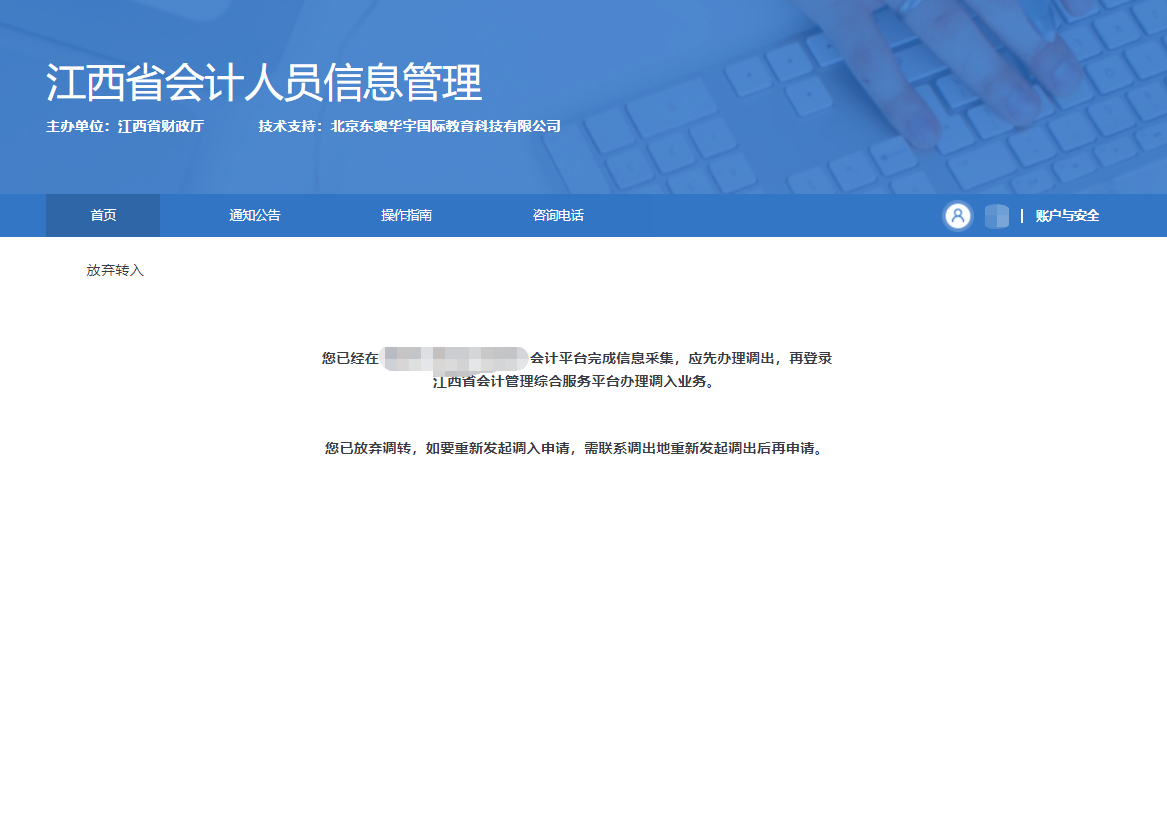 江西省会计人员信息管理
主办单位：江西省财政厅 技术支持：北京东奥华宇国际教育科技有限公司
首页 通知公告 操作指南 咨询电话 | 账户与安全
放弃转入
您已经在 会计平台完成信息采集，应先办理调出，再登录
江西省会计管理综合服务平台办理调入业务。
您已放弃调转，如要重新发起调入申请，需联系调出地重新发起调出后再申请。